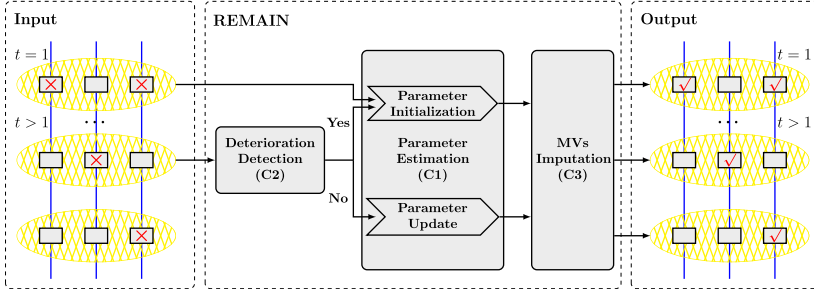 Input
REMAIN
Output
t = 1
t = 1
Parameter
Initialization
t > 1
...
Yes
...
t > 1
Deterioration
Detection
(C2)
Parameter
Estimation
(C1)
MVs
Imputation
(C3)
No
Parameter
Update